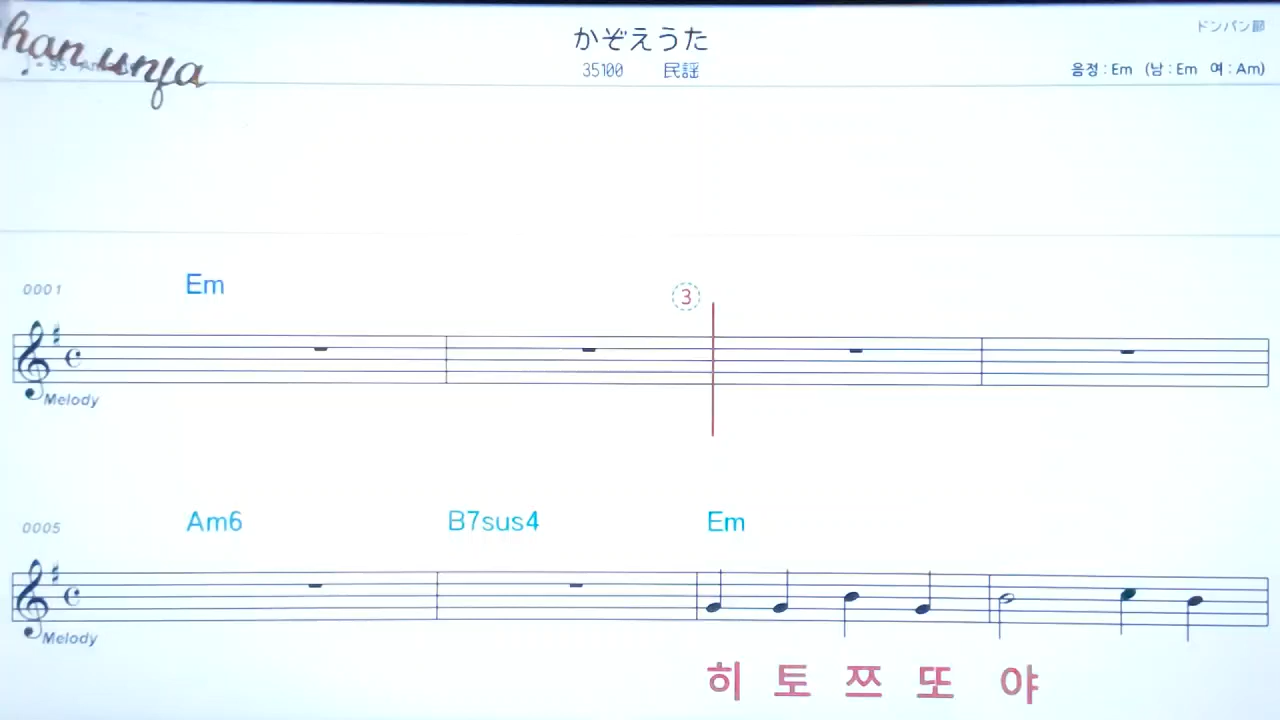 han unja
かぞえうた
ドンパン節
35100 民謡
음정 : Em (남 : Em 여 : Am)
0001 Em ③
Melody
0005 Am6 B7sus4 Em
Melody
히 토 쯔 또 야